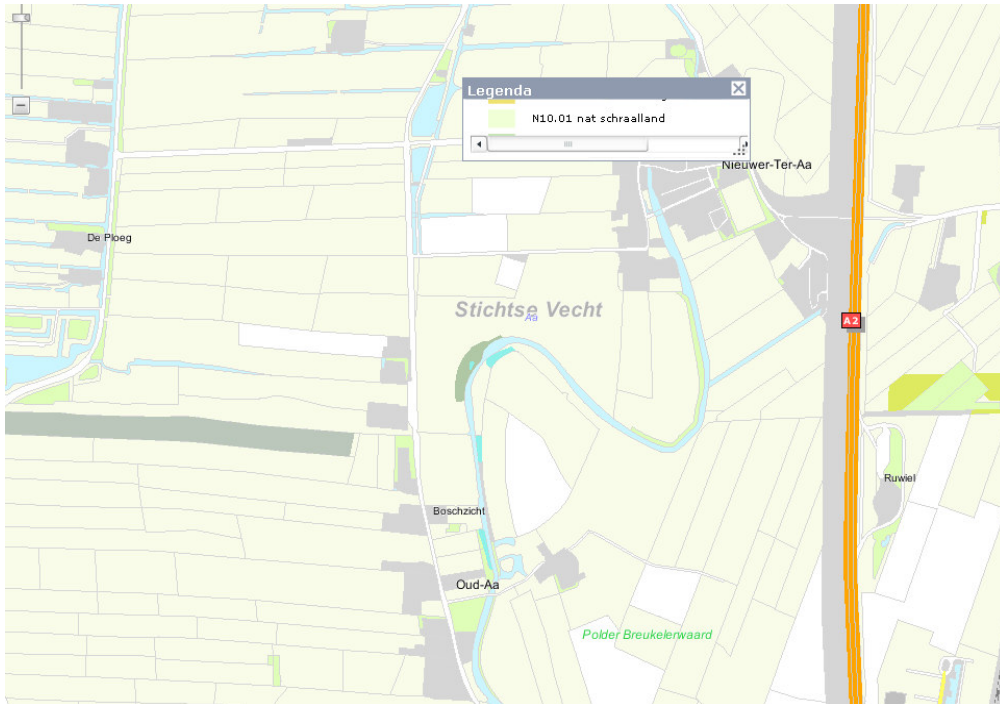 Legenda
N10.01 nat schraalland
Nieuwer-Ter-Aa
De Ploeg
Stichtse Vecht
Aa
A2
Ruwiel
Boschzicht
Oud-Aa
Polder Breukelerwaard